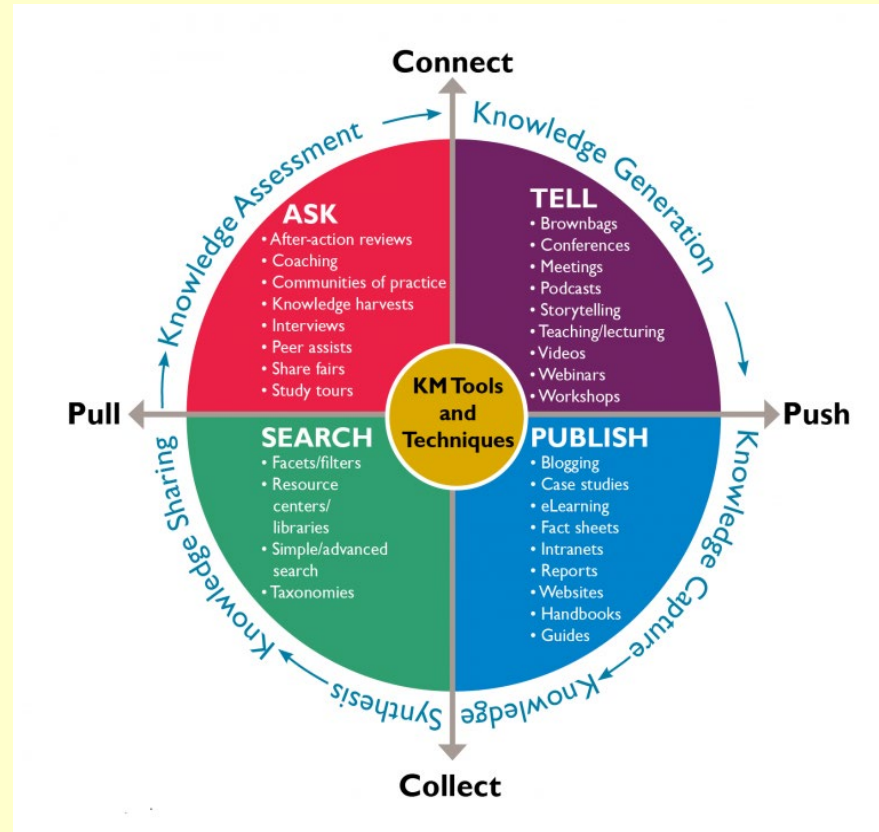 Connect
Knowledge Assessment
Knowledge Generation
ASK
• After-action reviews
• Coaching
• Communities of practice
• Knowledge harvests
• Interviews
• Peer assists
• Share fairs
• Study tours
TELL
• Brownbags
• Conferences
• Meetings
• Podcasts
• Storytelling
• Teaching/lecturing
• Videos
• Webinars
• Workshops
Pull
KM Tools
and
Techniques
Push
SEARCH
• Facets/filters
• Resource
centers/
libraries
• Simple/advanced
search
• Taxonomies
PUBLISH
• Blogging
• Case studies
• eLearning
• Fact sheets
• Intranets
• Reports
• Websites
• Handbooks
• Guides
Knowledge Capture
Knowledge Synthesis
Knowledge Sharing
Collect